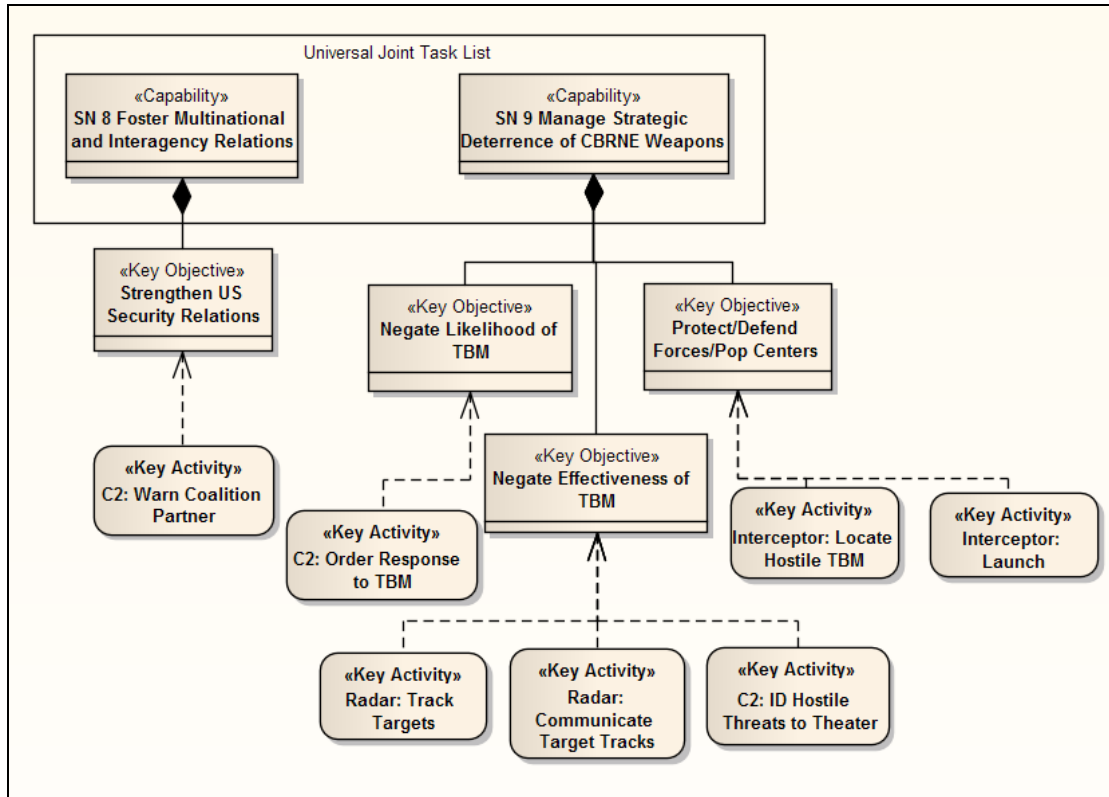 Universal Joint Task List
«Capability»
SN 8 Foster Multinational
and Interagency Relations
«Capability»
SN 9 Manage Strategic
Deterrence of CBRNE Weapons
«Key Objective»
Strengthen US
Security Relations
«Key Objective»
Negate Likelihood of
TBM
«Key Objective»
Protect/Defend
Forces/Pop Centers
«Key Objective»
Negate Effectiveness of
TBM
«Key Activity»
C2: Warn Coalition
Partner
«Key Activity»
C2: Order Response
to TBM
«Key Activity»
Interceptor: Locate
Hostile TBM
«Key Activity»
Interceptor:
Launch
«Key Activity»
Radar: Track
Targets
«Key Activity»
Radar:
Communicate
Target Tracks
«Key Activity»
C2: ID Hostile
Threats to Theater